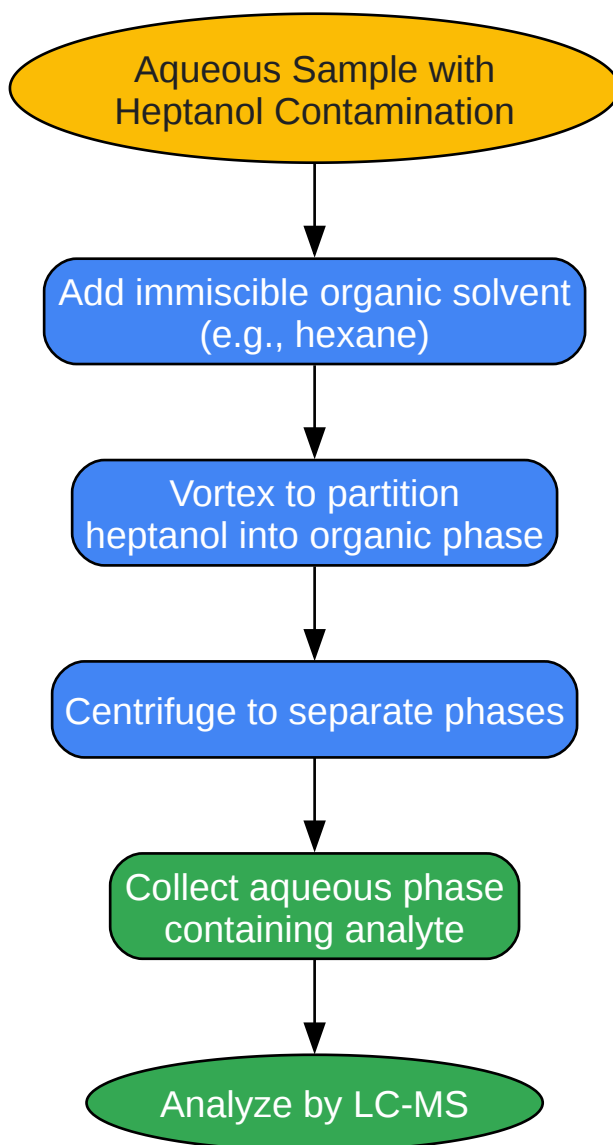 Aqueous Sample with
Heptanol Contamination
Add immiscible organic solvent
(e.g., hexane)
Vortex to partition
heptanol into organic phase
Centrifuge to separate phases
Collect aqueous phase
containing analyte
Analyze by LC-MS